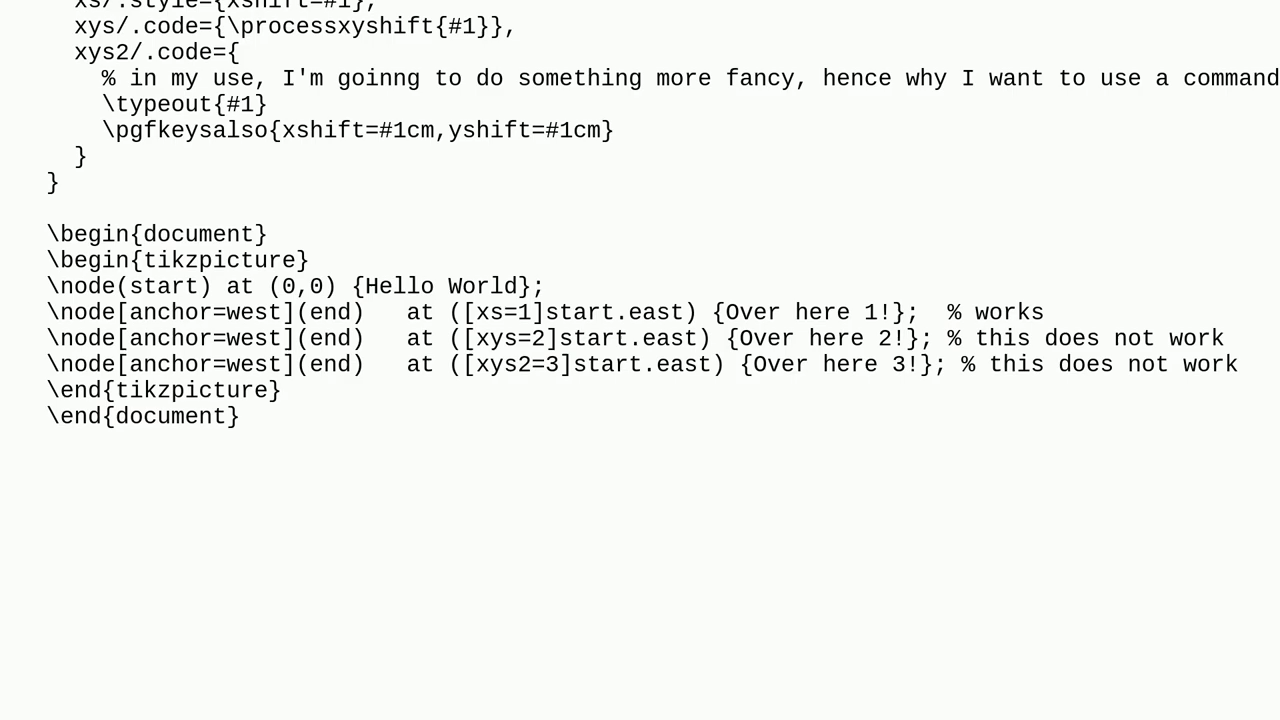 xs/.style={xshift=#1},
xys/.code={\processxyshift{#1}},
xys2/.code={
% in my use, I'm goinng to do something more fancy, hence why I want to use a command
\typeout{#1}
\pgfkeysalso{xshift=#1cm,yshift=#1cm}
}
}
\begin{document}
\begin{tikzpicture}
\node(start) at (0,0) {Hello World};
\node[anchor=west](end)   at ([xs=1]start.east) {Over here 1!};  % works
\node[anchor=west](end)   at ([xys=2]start.east) {Over here 2!}; % this does not work
\node[anchor=west](end)   at ([xys2=3]start.east) {Over here 3!}; % this does not work
\end{tikzpicture}
\end{document}